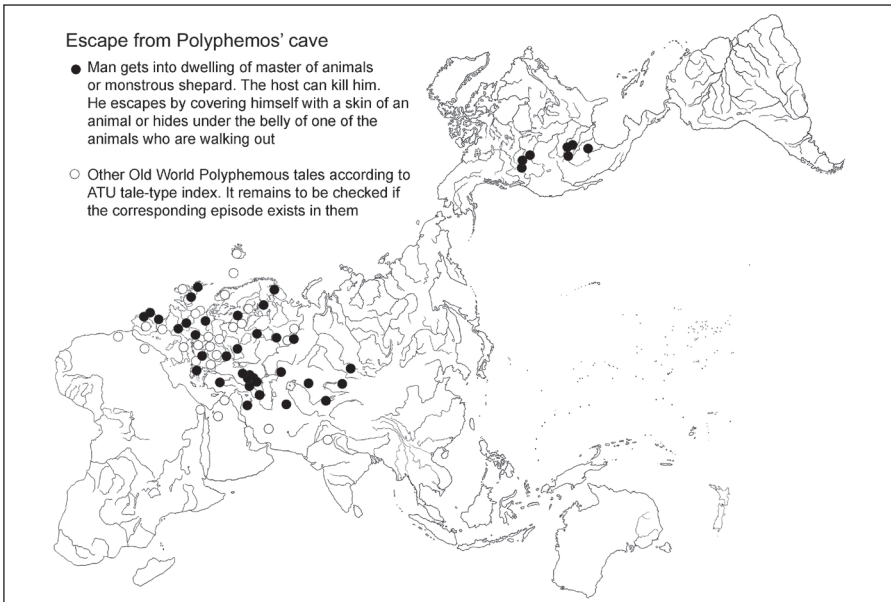 Escape from Polyphemos' cave
Man gets into dwelling of master of animals
or monstrous shepard. The host can kill him.
He escapes by covering himself with a skin of an
animal or hides under the belly of one of the
animals who are walking out
Other Old World Polyphemous tales according to
ATU tale-type index. It remains to be checked if
the corresponding episode exists in them